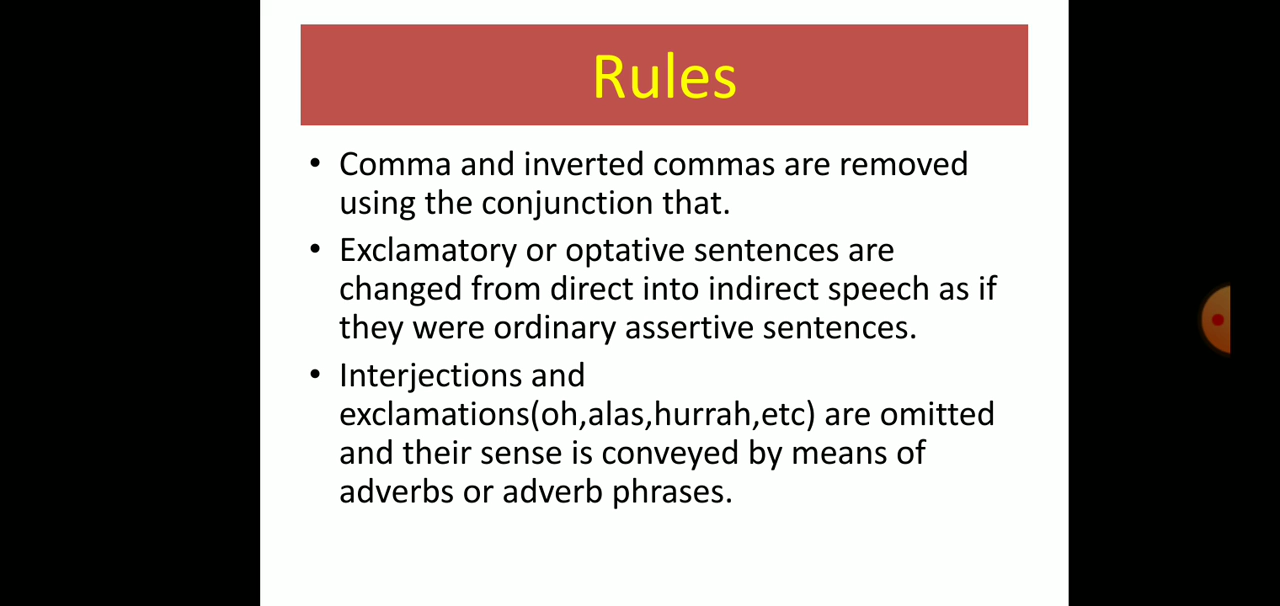 Rules
• Comma and inverted commas are removed
using the conjunction that.
• Exclamatory or optative sentences are
changed from direct into indirect speech as if
they were ordinary assertive sentences.
• Interjections and
exclamations(oh,alas,hurrah,etc) are omitted
and their sense is conveyed by means of
adverbs or adverb phrases.